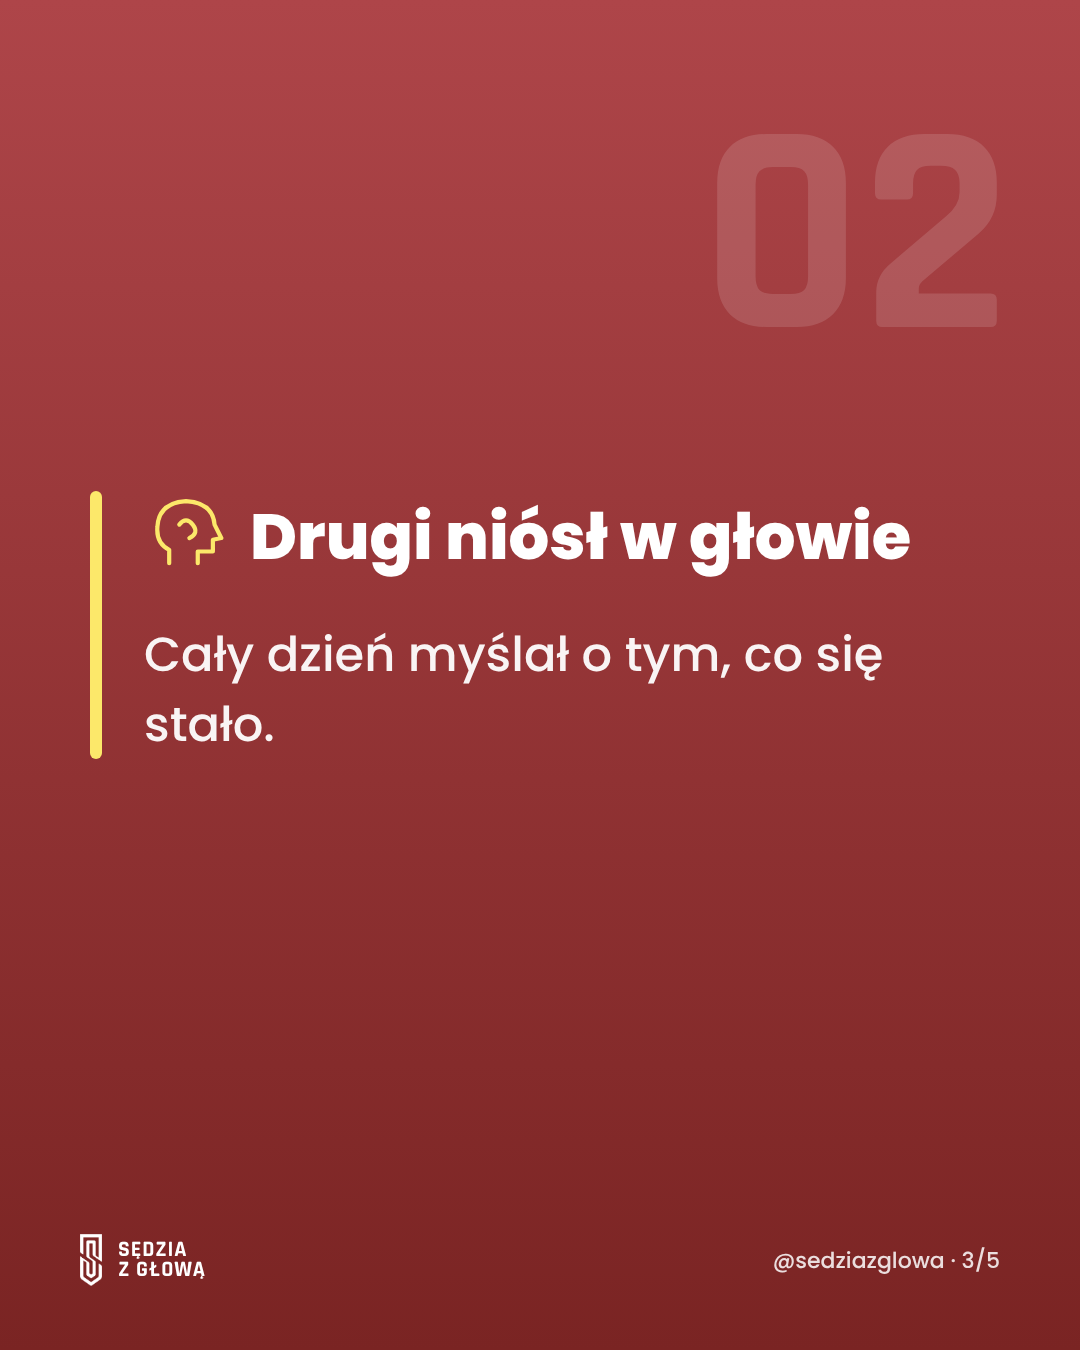 02
Drugi niósł w głowie
Cały dzień myślał o tym, co się
stało.
SĘDZIA
Z GŁOWĄ
@sedziazglowa · 3/5